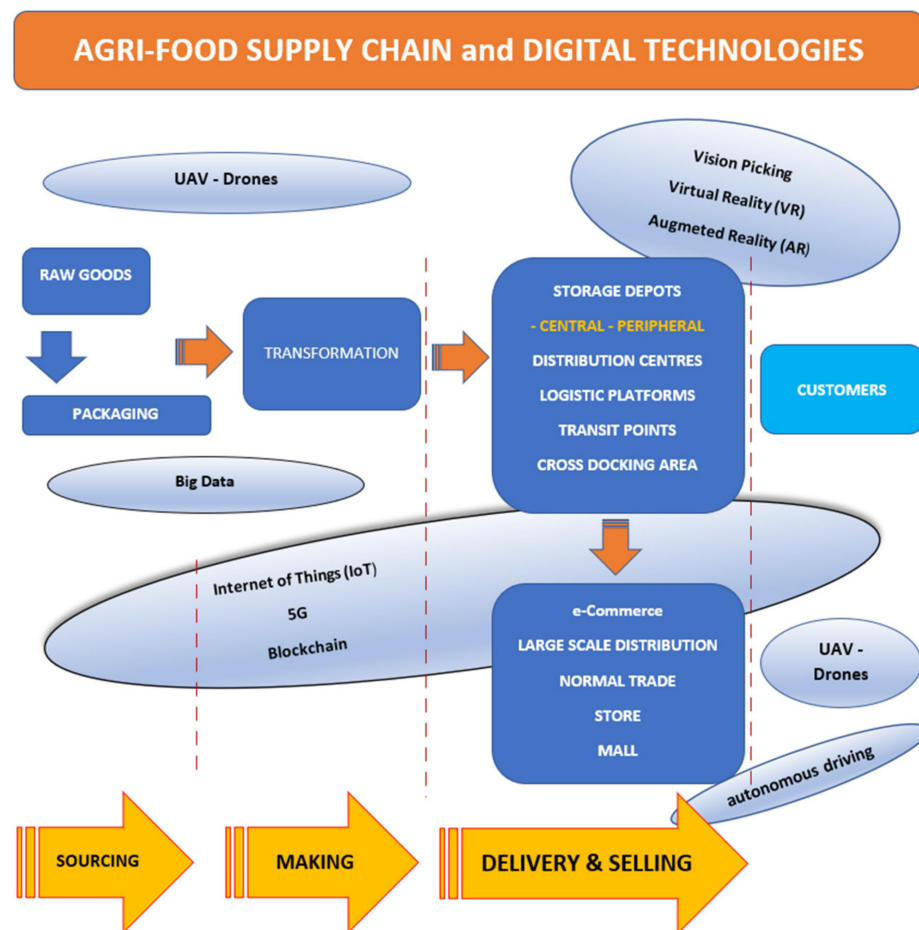 AGRI-FOOD SUPPLY CHAIN and DIGITAL TECHNOLOGIES
UAV - Drones
Vision Picking
Virtual Reality (VR)
Augmeted Reality (AR)
RAW GOODS
PACKAGING
TRANSFORMATION
STORAGE DEPOTS
- CENTRAL - PERIPHERAL
DISTRIBUTION CENTRES
LOGISTIC PLATFORMS
TRANSIT POINTS
CROSS DOCKING AREA
CUSTOMERS
Big Data
Internet of Things (IoT)
5G
Blockchain
e-Commerce
LARGE SCALE DISTRIBUTION
NORMAL TRADE
STORE
MALL
UAV -
Drones
autonomous driving
SOURCING
MAKING
DELIVERY & SELLING